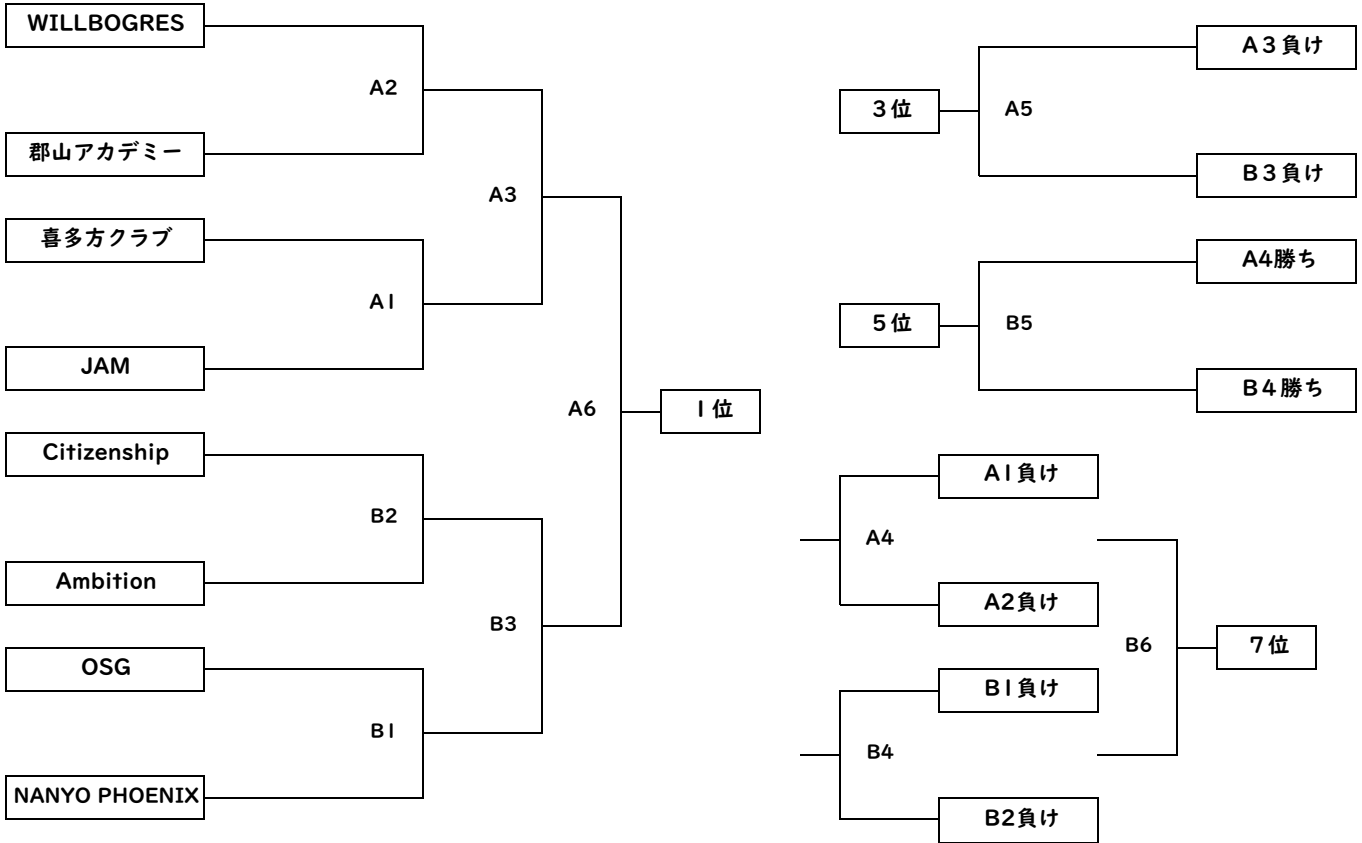 WILLBOGRES
A2
郡山アカデミー
A3
喜多方クラブ
A1
JAM
A6
1位
Citizenship
B2
Ambition
B3
OSG
B1
NANYO PHOENIX
A3負け
3位
A5
B3負け
A4勝ち
5位
B5
B4勝ち
A1負け
A4
A2負け
B6
7位
B1負け
B4
B2負け